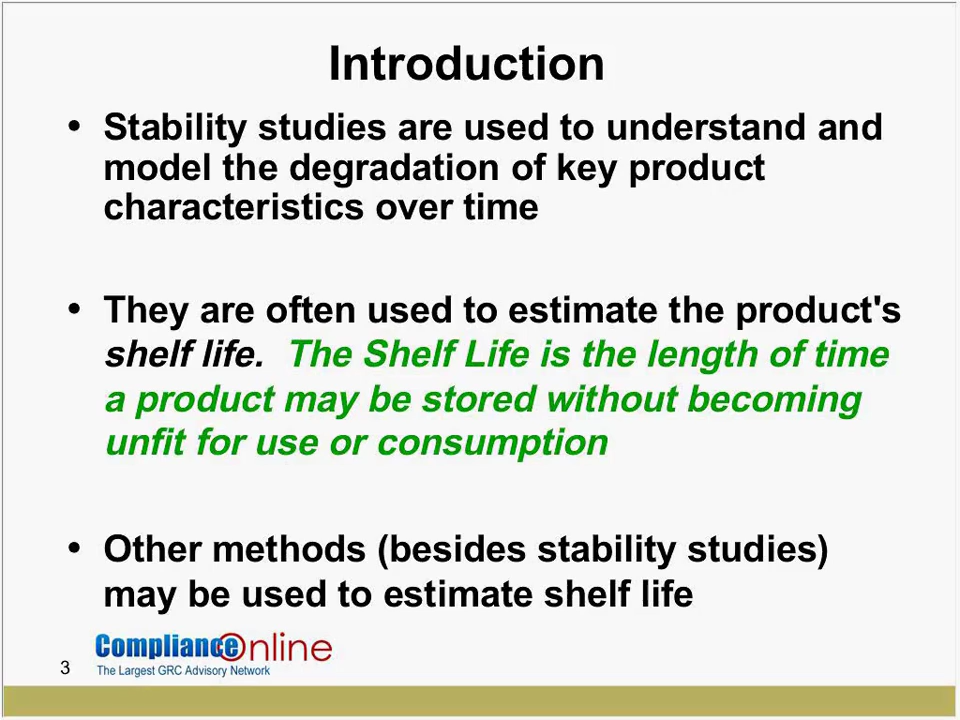 Introduction
• Stability studies are used to understand and
model the degradation of key product
characteristics over time
• They are often used to estimate the product's
shelf life. The Shelf Life is the length of time
a product may be stored without becoming
unfit for use or consumption
• Other methods (besides stability studies)
may be used to estimate shelf life
3
ComplianceOnline
The Largest GRC Advisory Network